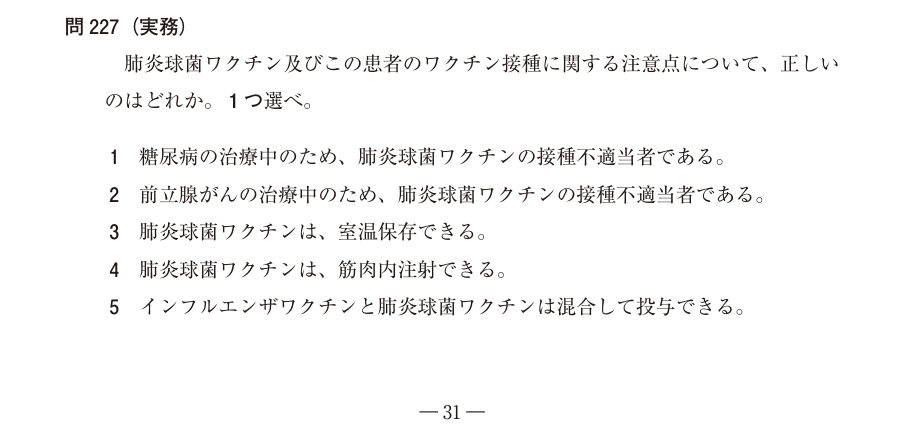 問 227（実務）
肺炎球菌ワクチン及びこの患者のワクチン接種に関する注意点について、正しい
のはどれか。1つ選べ。
1 糖尿病の治療中のため、肺炎球菌ワクチンの接種不適当者である。
2 前立腺がんの治療中のため、肺炎球菌ワクチンの接種不適当者である。
3 肺炎球菌ワクチンは、室温保存できる。
4 肺炎球菌ワクチンは、筋肉内注射できる。
5 インフルエンザワクチンと肺炎球菌ワクチンは混合して投与できる。
― 31 ―